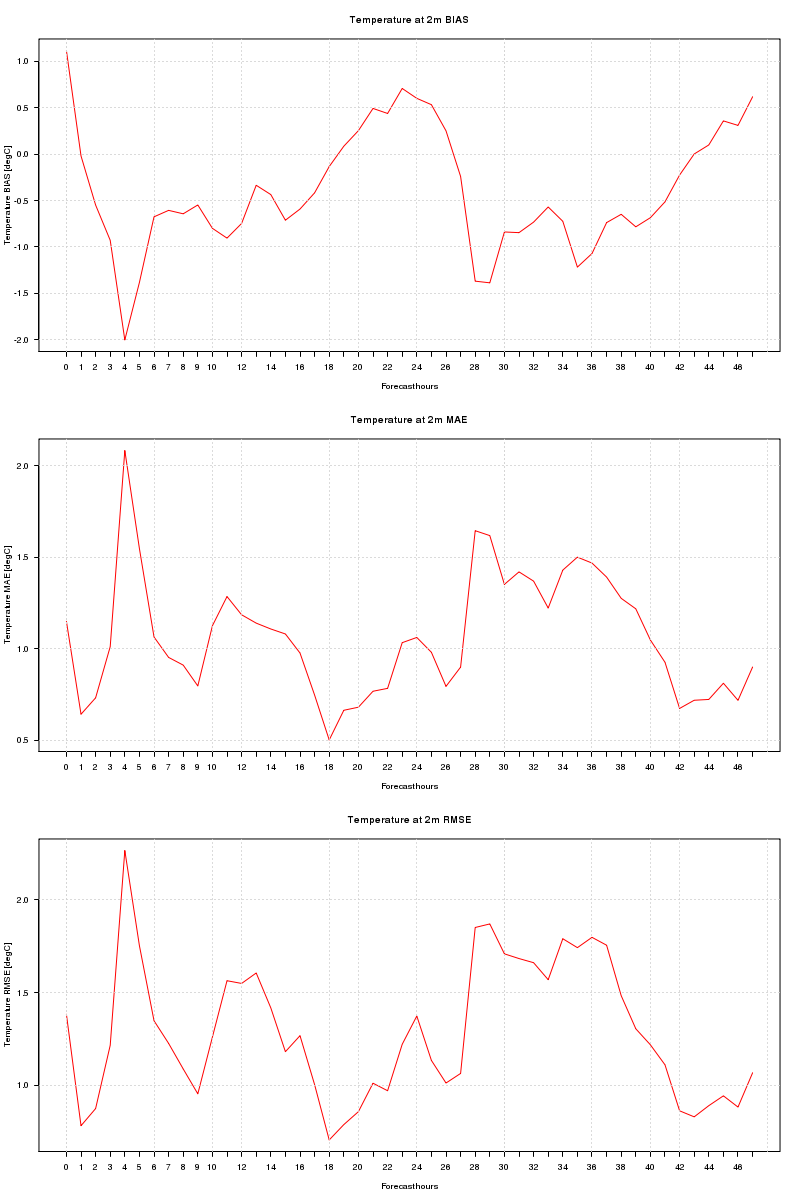 Temperature at 2m BIAS
Temperature BIAS [degC]
1.0
0.5
0.0
-0.5
-1.0
-1.5
-2.0
0 1 2 3 4 5 6 7 8 9 10 12 14 16 18 20 22 24 26 28 30 32 34 36 38 40 42 44 46
Forecasthours
Temperature at 2m MAE
Temperature MAE [degC]
2.0
1.5
1.0
0.5
0 1 2 3 4 5 6 7 8 9 10 12 14 16 18 20 22 24 26 28 30 32 34 36 38 40 42 44 46
Forecasthours
Temperature at 2m RMSE
Temperature RMSE [degC]
2.0
1.5
1.0
0 1 2 3 4 5 6 7 8 9 10 12 14 16 18 20 22 24 26 28 30 32 34 36 38 40 42 44 46
Forecasthours